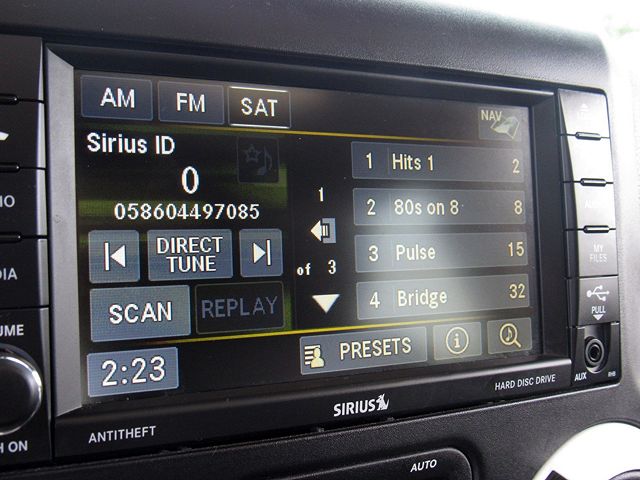 AM FM SAT
NAV
Sirius ID
0
058604497085
DIRECT
TUNE
SCAN REPLAY
2:23
1
of 3
1 Hits 1 2
2 80s on 8 8
3 Pulse 15
4 Bridge 32
PRESETS
SIRIUS
HARD DISC DRIVE
ANTITHEFT
MY
FILES
PULL
AUX
AUTO